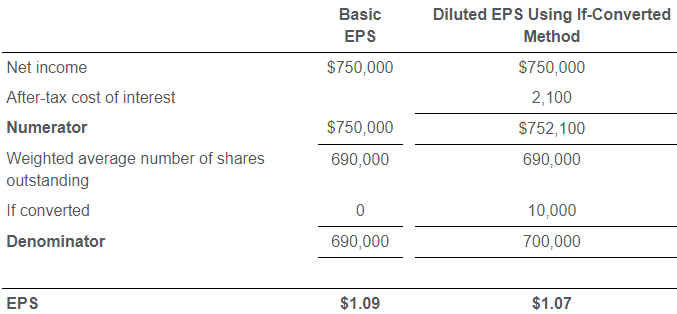 Basic EPS Diluted EPS Using If-Converted Method
Net income $750,000 $750,000
After-tax cost of interest 2,100
Numerator $750,000 $752,100
Weighted average number of shares outstanding 690,000 690,000
If converted 0 10,000
Denominator 690,000 700,000
EPS $1.09 $1.07